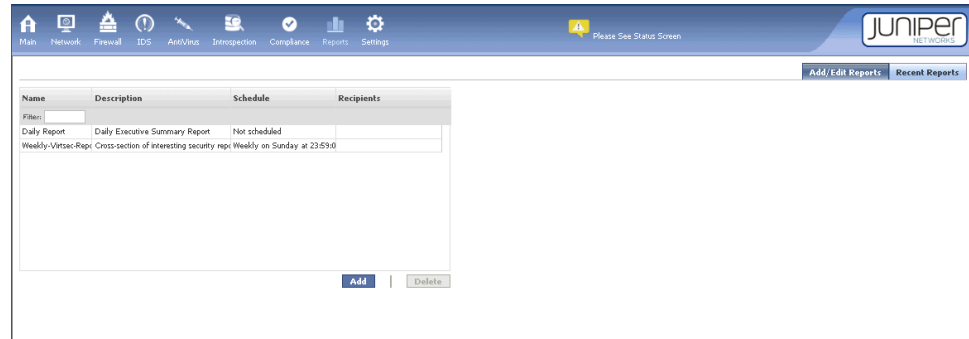 Main Network Firewall IDS AntiVirus Introspection Compliance Reports Settings
Please See Status Screen
JUNIPER
NETWORKS
Add/Edit Reports Recent Reports
Name Description Schedule Recipients
Filter:
Daily Report Daily Executive Summary Report Not scheduled
Weekly-Virtsec-Repo Cross-section of interesting security repo Weekly on Sunday at 23:59:0
Add | Delete